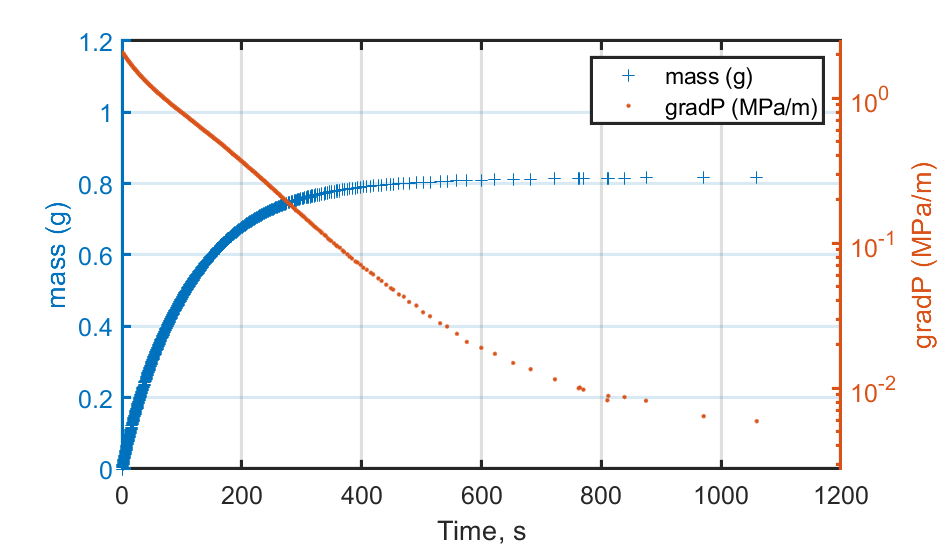 1.2
1
0.8
0.6
0.4
0.2
0
mass (g)
mass (g)
gradP (MPa/m)
10^0
10^-1
10^-2
gradP (MPa/m)
0 200 400 600 800 1000 1200
Time, s